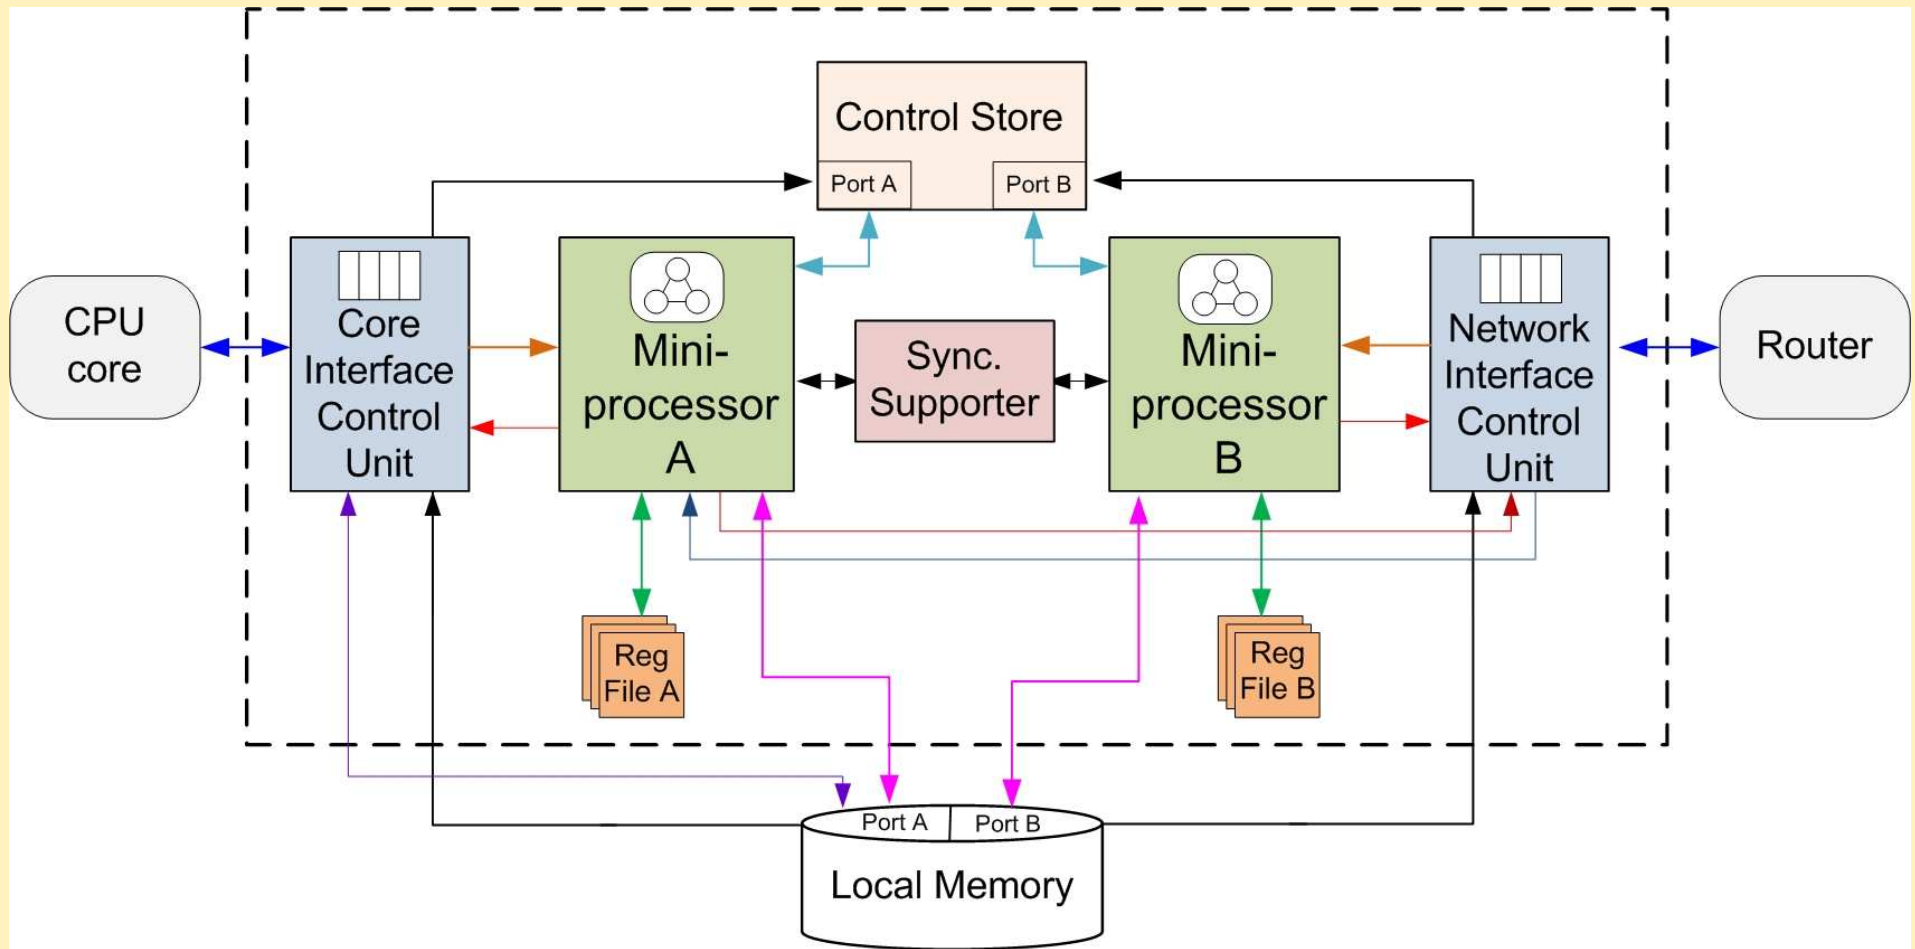 Control Store
Port A
Port B
CPU
core
Core
Interface
Control
Unit
Mini-
processor
A
Sync.
Supporter
Mini-
processor
B
Network
Interface
Control
Unit
Router
Reg
File A
Reg
File B
Port A
Port B
Local Memory